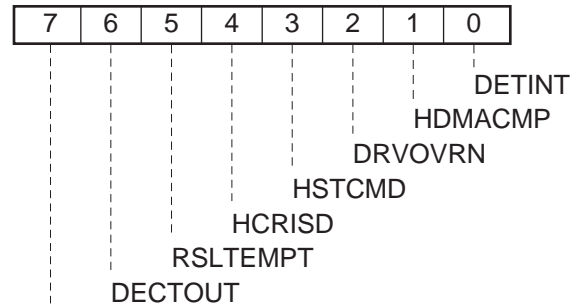 7 6 5 4 3 2 1 0
DETINT
HDMACMP
DRVOVRN
HSTCMD
HCRISD
RSLTEMPT
DECTOUT